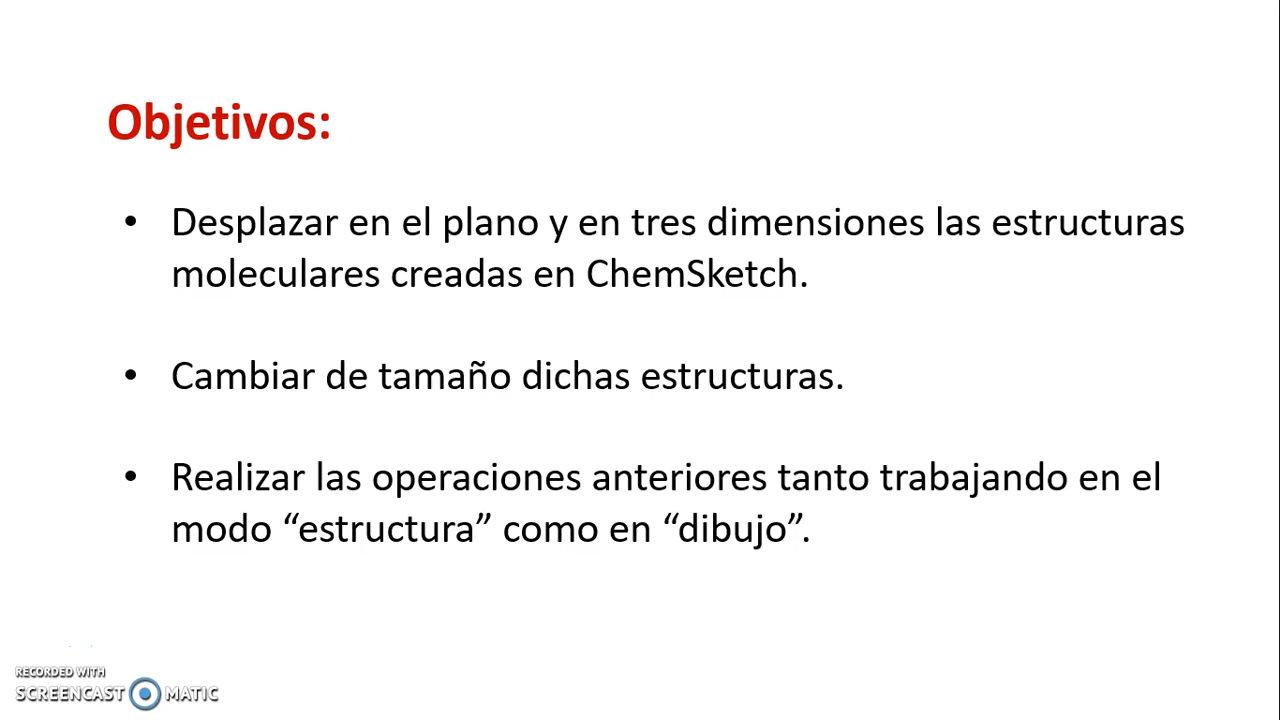 Objetivos:
• Desplazar en el plano y en tres dimensiones las estructuras
moleculares creadas en ChemSketch.
• Cambiar de tamaño dichas estructuras.
• Realizar las operaciones anteriores tanto trabajando en el
modo “estructura” como en “dibujo”.
RECORDED WITH
SCREENCAST MATIC